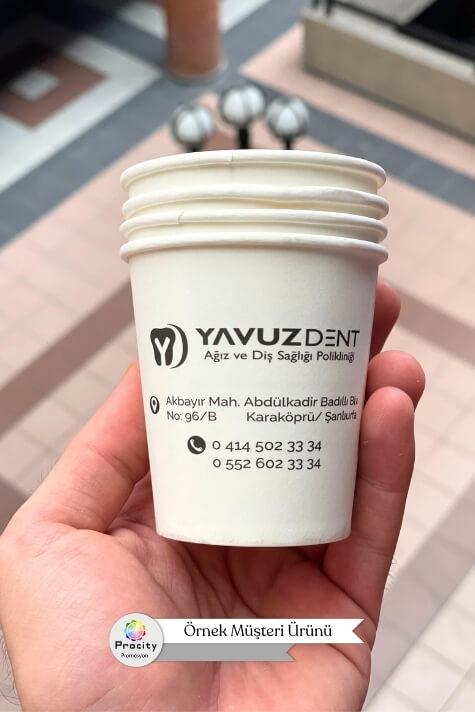 YAVUZDENT
Ağız ve Diş Sağlığı Polikliniği
Akbayır Mah. Abdülkadir Badıllı
No: 96/B Karaköprü/ Şanlıurfa
0 414 502 33 34
0 552 602 33 34
Örnek Müşteri Ürünü
Procity
Promosyon